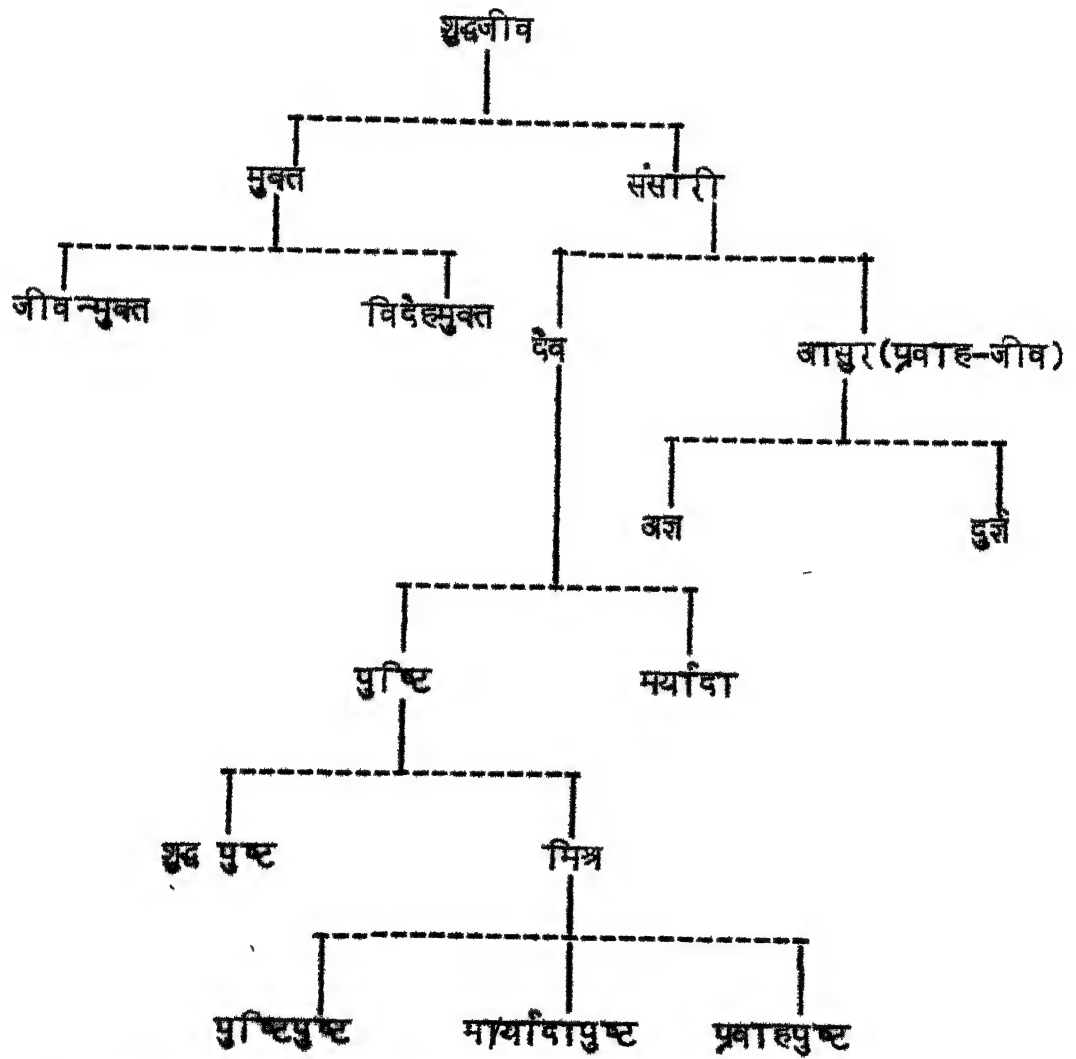 शुद्धजीव
मुक्त संसारी
जीवन्मुक्त विदेहमुक्त
दैव आसुर(प्रवाह-जीव)
अज्ञ दुर्ज्ञ
पुष्टि मर्यादा
शुद्ध पुष्ट मिश्र
पुष्टिपुष्ट मार्यादापुष्ट प्रवाहपुष्ट